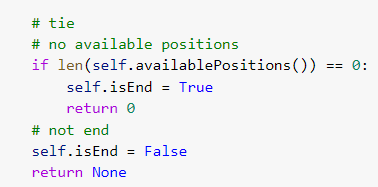 # tie
# no available positions
if len(self.availablePositions()) == 0:
    self.isEnd = True
    return 0
# not end
self.isEnd = False
return None